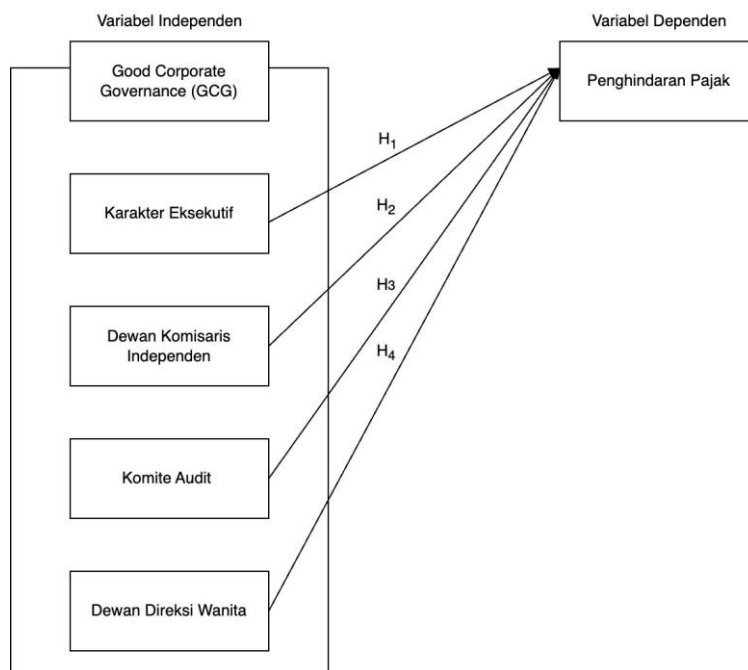 Variabel Independen
Variabel Dependen
Good Corporate
Governance (GCG)
Penghindaran Pajak
H1
Karakter Eksekutif
H2
H3
Dewan Komisaris
Independen
H4
Komite Audit
Dewan Direksi Wanita